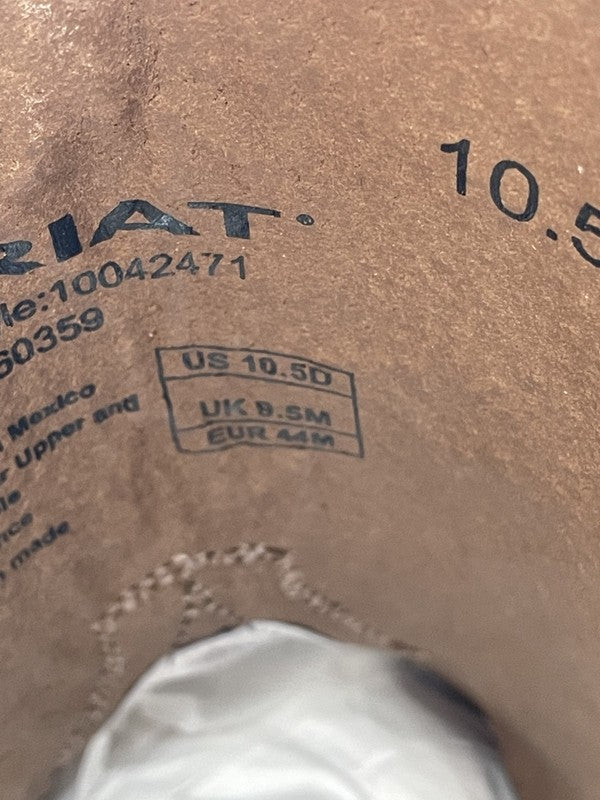 RIAT.
le:10042471
60359
10.5
US 10.5D
UK 9.5M
EUR 44M
Mexico
r Upper and
le
nce
made